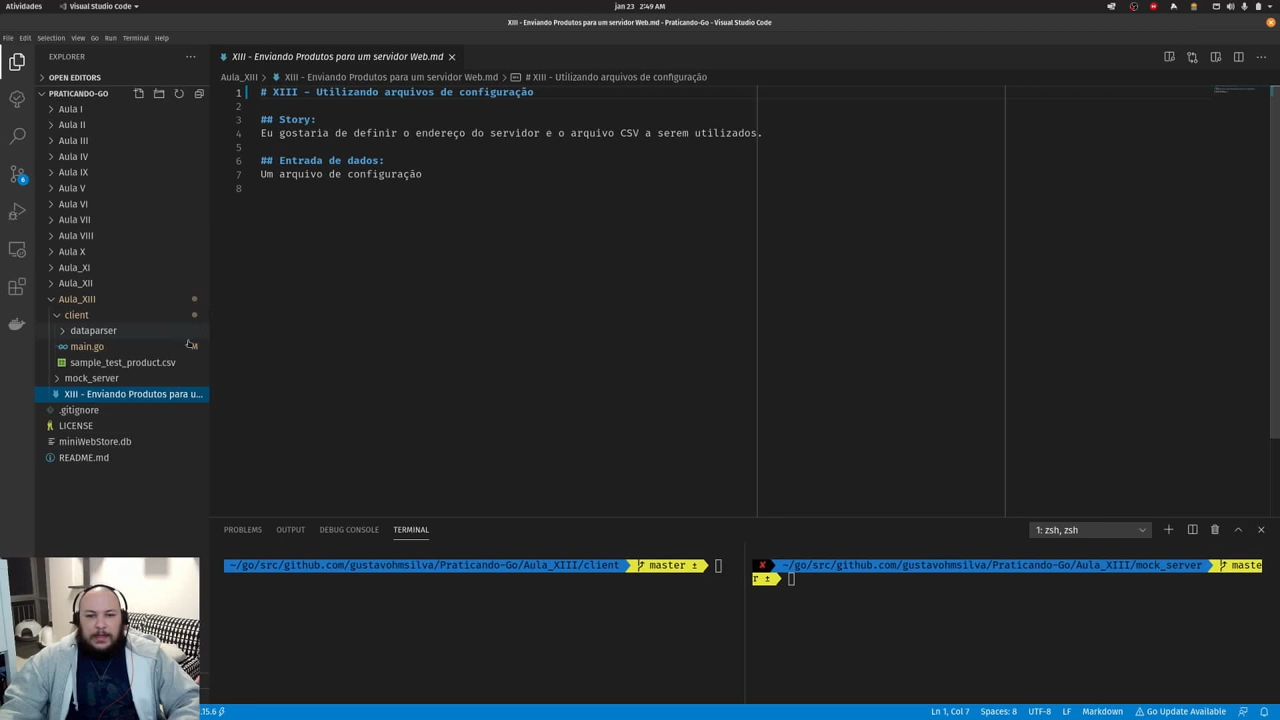 Atividades
Visual Studio Code
jan 23 2:49 AM
XIII - Enviando Produtos para um servidor Web.md - Praticando-Go - Visual Studio Code
File Edit Selection View Go Run Terminal Help
EXPLORER
OPEN EDITORS
PRATICANDO-GO
Aula I
Aula II
Aula III
Aula IV
Aula IX
Aula V
Aula VI
Aula VII
Aula VIII
Aula X
Aula_XI
Aula_XII
Aula_XIII
client
dataparser
main.go
M
sample_test_product.csv
mock_server
XIII - Enviando Produtos para u...
.gitignore
LICENSE
miniWebStore.db
README.md
6
XIII - Enviando Produtos para um servidor Web.md
Aula_XIII > XIII - Enviando Produtos para um servidor Web.md > # XIII - Utilizando arquivos de configuração
1 # XIII - Utilizando arquivos de configuração
2
3 ## Story:
4 Eu gostaria de definir o endereço do servidor e o arquivo CSV a serem utilizados.
5
6 ## Entrada de dados:
7 Um arquivo de configuração
8
PROBLEMS OUTPUT DEBUG CONSOLE TERMINAL
1: zsh, zsh
~/go/src/github.com/gustavohmsilva/Praticando-Go/Aula_XIII/client master ±
✘ ~/go/src/github.com/gustavohmsilva/Praticando-Go/Aula_XIII/mock_server maste
r ±
.15.6
Ln 1, Col 7 Spaces: 8 UTF-8 LF Markdown Go Update Available